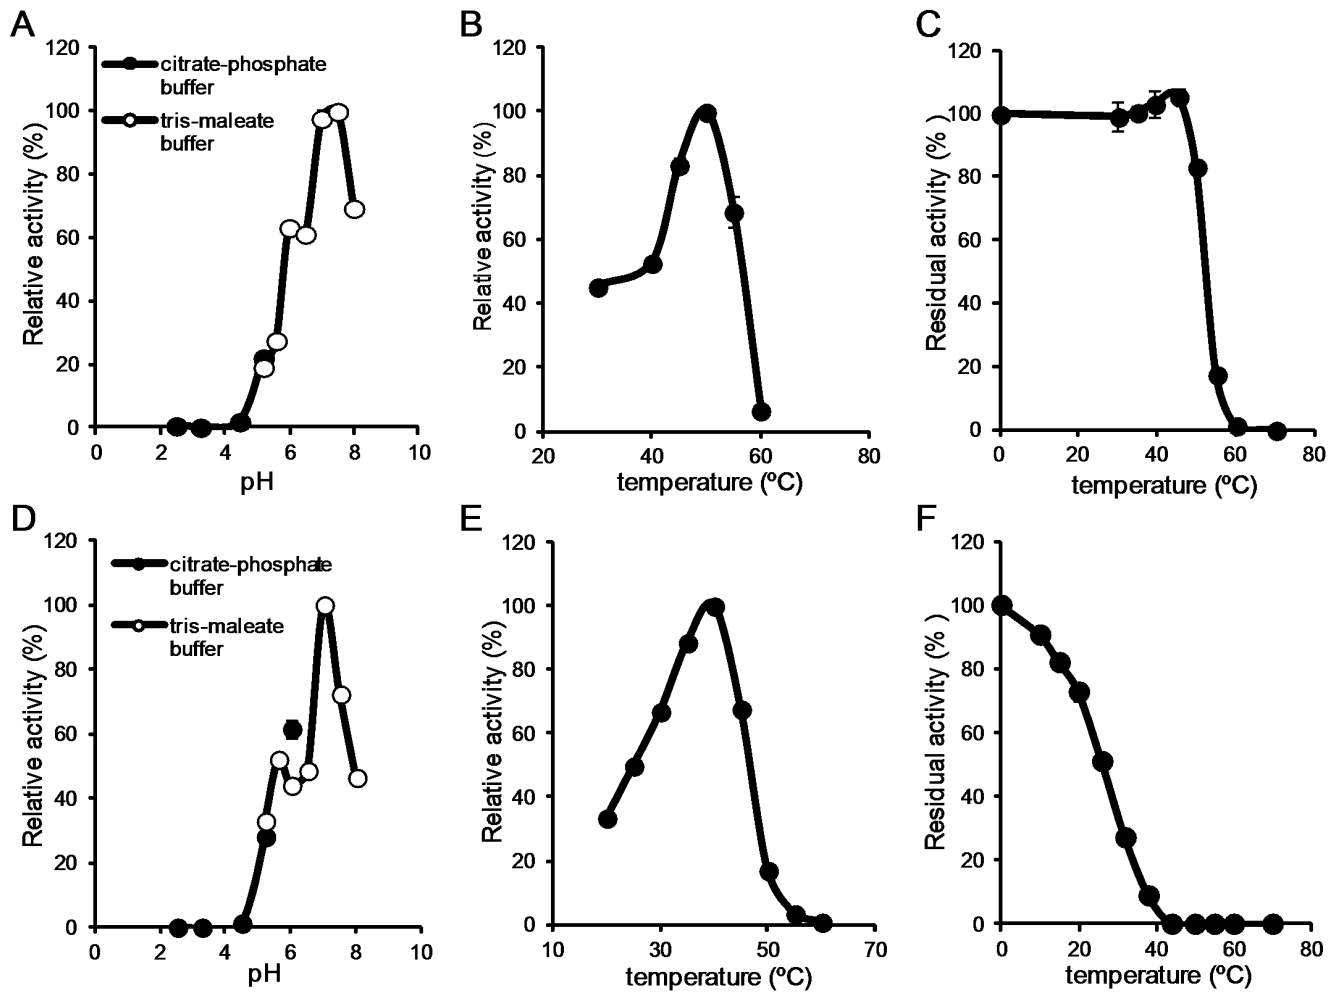 A
120
100
80
60
40
20
0
Relative activity (%)
citrate-phosphate
buffer
tris-maleate
buffer
0 2 4 6 8 10
pH
B
120
100
80
60
40
20
0
Relative activity (%)
20 40 60 80
temperature (ºC)
C
120
100
80
60
40
20
0
Residual activity (% )
0 20 40 60 80
temperature (ºC)
D
120
100
80
60
40
20
0
Relative activity (%)
citrate-phosphate
buffer
tris-maleate
buffer
0 2 4 6 8 10
pH
E
120
100
80
60
40
20
0
Relative activity (%)
10 30 50 70
temperature (ºC)
F
120
100
80
60
40
20
0
Residual activity (% )
0 20 40 60 80
temperature (ºC)